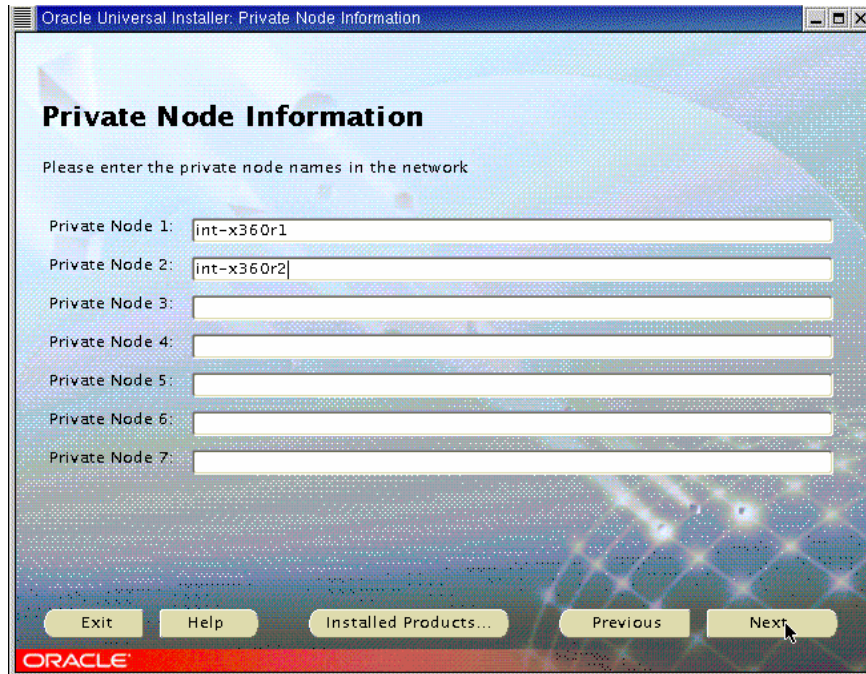 Oracle Universal Installer: Private Node Information
Private Node Information
Please enter the private node names in the network
Private Node 1: int-x360r1
Private Node 2: int-x360r2
Private Node 3:
Private Node 4:
Private Node 5:
Private Node 6:
Private Node 7:
Exit Help Installed Products... Previous Next
ORACLE